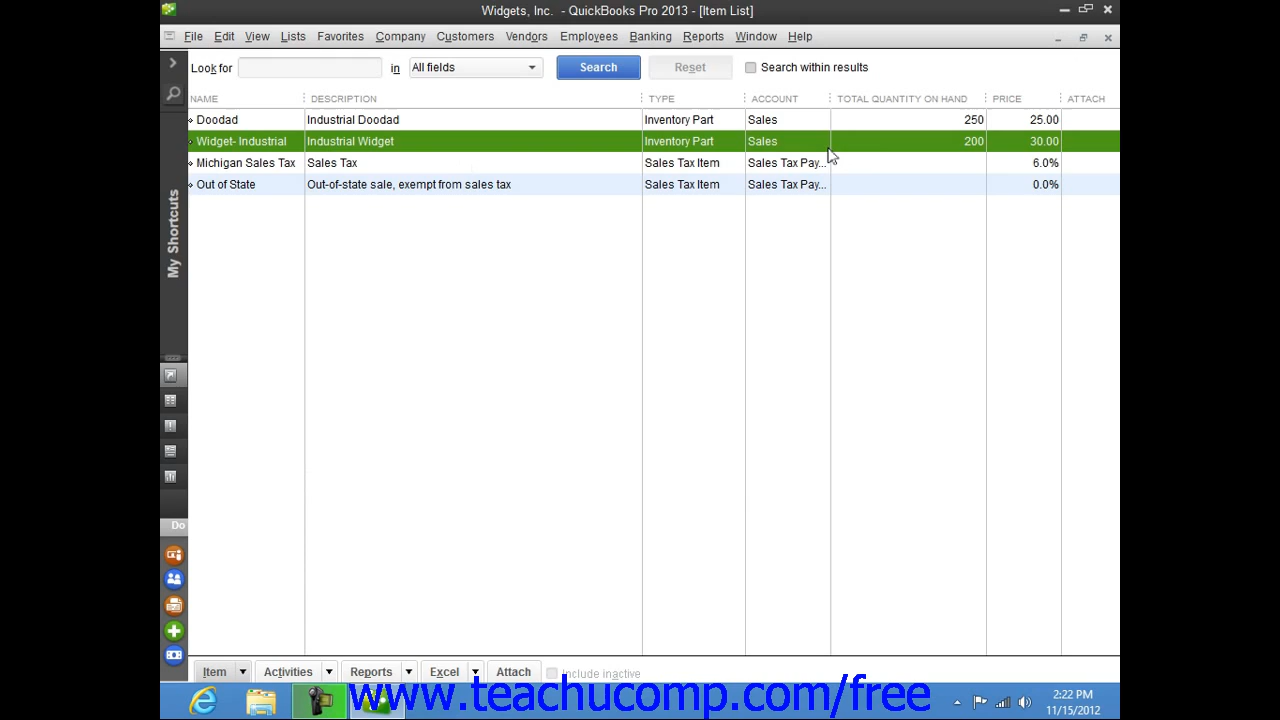 Widgets, Inc. - QuickBooks Pro 2013 - [Item List]
File Edit View Lists Favorites Company Customers Vendors Employees Banking Reports Window Help
Look for in All fields Search Reset Search within results
NAME DESCRIPTION TYPE ACCOUNT TOTAL QUANTITY ON HAND PRICE ATTACH
Doodad Industrial Doodad Inventory Part Sales 250 25.00
Widget- Industrial Industrial Widget Inventory Part Sales 200 30.00
Michigan Sales Tax Sales Tax Sales Tax Item Sales Tax Pay... 6.0%
Out of State Out-of-state sale, exempt from sales tax Sales Tax Item Sales Tax Pay... 0.0%
My Shortcuts
Do
Item Activities Reports Excel Attach Include inactive
www.teachucomp.com/free
2:22 PM
11/15/2012